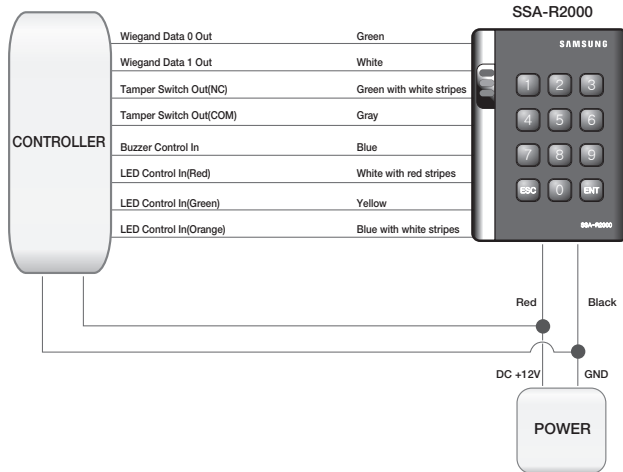 SSA-R2000
Wiegand Data 0 Out Green
Wiegand Data 1 Out White
Tamper Switch Out(NC) Green with white stripes
Tamper Switch Out(COM) Gray
Buzzer Control In Blue
LED Control In(Red) White with red stripes
LED Control In(Green) Yellow
LED Control In(Orange) Blue with white stripes
CONTROLLER
SAMSUNG
1 2 3
4 5 6
7 8 9
ESC 0 ENT
SSA-R2000
Red Black
DC +12V GND
POWER